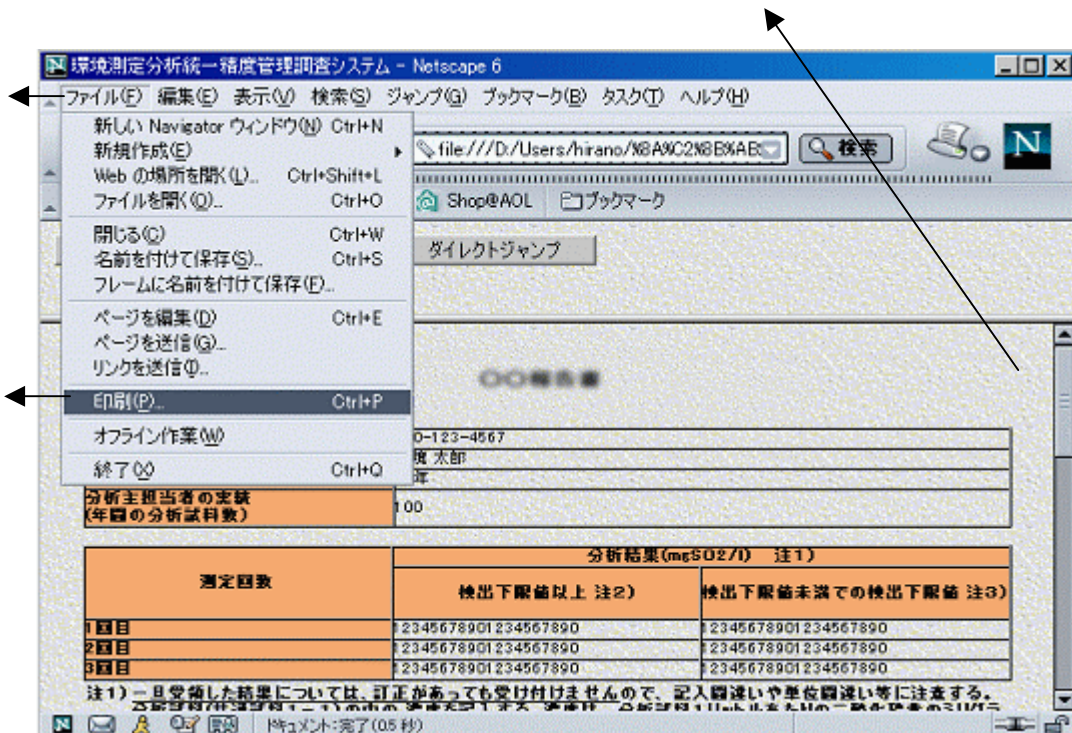 環境測定分析統一精度管理調査システム - Netscape 6
ファイル(F) 編集(E) 表示(V) 検索(S) ジャンプ(G) ブックマーク(B) タスク(T) ヘルプ(H)
新しい Navigator ウィンドウ(N) Ctrl+N
新規作成(E)
Web の場所を開く(L)... Ctrl+Shift+L
ファイルを開く(O)... Ctrl+O
閉じる(C) Ctrl+W
名前を付けて保存(S)... Ctrl+S
フレームに名前を付けて保存(F)...
ページを編集(D) Ctrl+E
ページを送信(G)...
リンクを送信(I)...
印刷(P)... Ctrl+P
オフライン作業(W)
終了(X) Ctrl+Q
file:///D:/Users/hirano/%8A%C2%8B%AB%
検索
N
Shop@AOL ブックマーク
ダイレクトジャンプ
〇〇報告書
0-123-4567
境 太郎
年
分析主担当者の実績
(年間の分析試料数)
100
測定回数
分析結果(mgSO2/l) 注1)
検出下限値以上 注2)
検出下限値未満での検出下限値 注3)
1回目 12345678901234567890 12345678901234567890
2回目 12345678901234567890 12345678901234567890
3回目 12345678901234567890 12345678901234567890
注1) 一旦受領した結果については、訂正があっても受け付けませんので、記入間違いや単位間違い等に注意する。
ドキュメント: 完了 (0.5 秒)